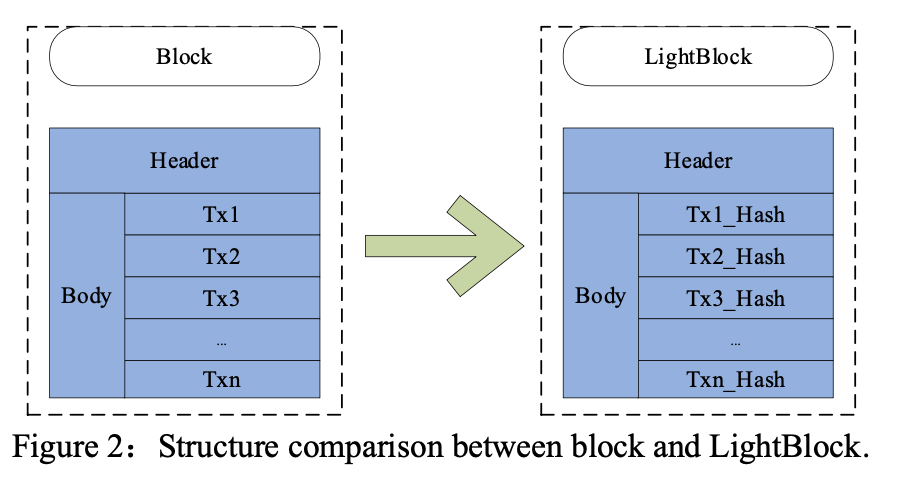 Block
Header
Body
Tx1
Tx2
Tx3
...
Txn
LightBlock
Header
Body
Tx1_Hash
Tx2_Hash
Tx3_Hash
...
Txn_Hash
Figure 2：Structure comparison between block and LightBlock.